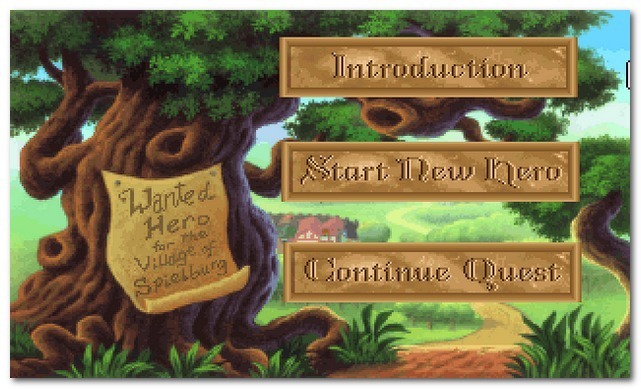 Introduction
Start New Hero
Continue Quest
Wanted
Hero
for the
Village of
Spielburg